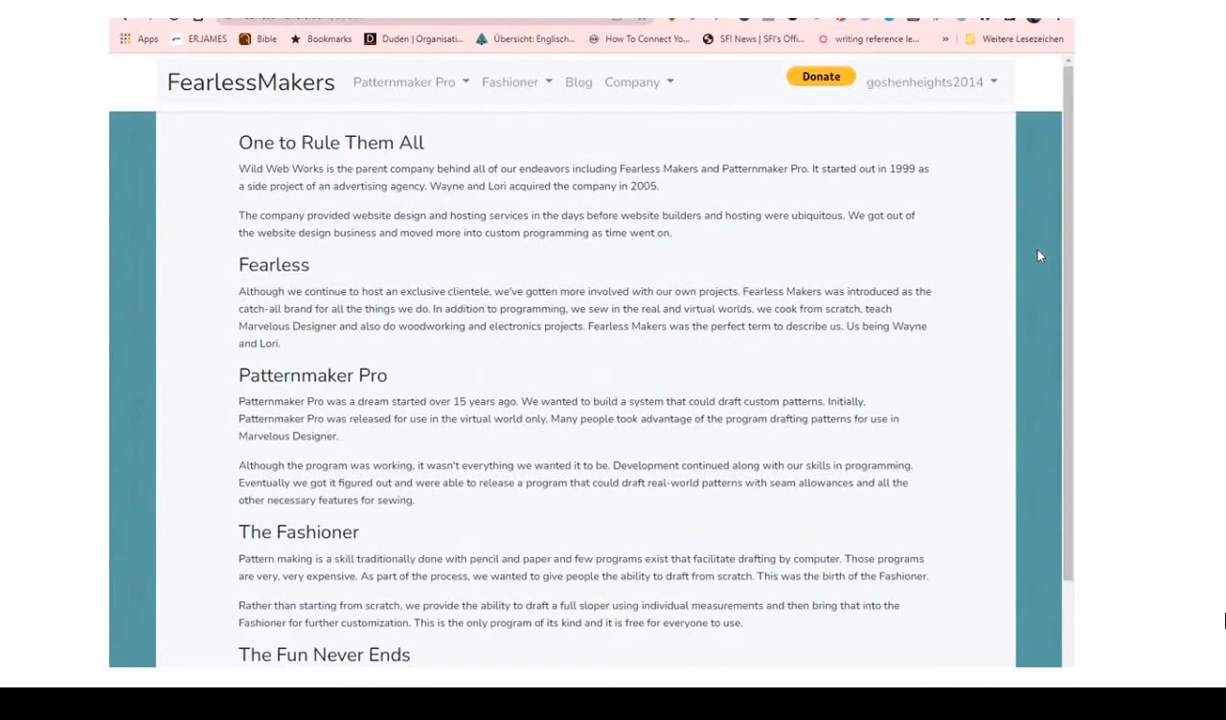 Apps ERJAMES Bible Bookmarks Duden | Organisati... Übersicht: Englisch... How To Connect Yo... SFI News | SFI's Offi... writing reference le... » Weitere Lesezeichen
FearlessMakers Patternmaker Pro Fashioner Blog Company Donate goshenheights2014
One to Rule Them All
Wild Web Works is the parent company behind all of our endeavors including Fearless Makers and Patternmaker Pro. It started out in 1999 as
a side project of an advertising agency. Wayne and Lori acquired the company in 2005.
The company provided website design and hosting services in the days before website builders and hosting were ubiquitous. We got out of
the website design business and moved more into custom programming as time went on.
Fearless
Although we continue to host an exclusive clientele, we've gotten more involved with our own projects. Fearless Makers was introduced as the
catch-all brand for all the things we do. In addition to programming, we sew in the real and virtual worlds, we cook from scratch, teach
Marvelous Designer and also do woodworking and electronics projects. Fearless Makers was the perfect term to describe us. Us being Wayne
and Lori.
Patternmaker Pro
Patternmaker Pro was a dream started over 15 years ago. We wanted to build a system that could draft custom patterns. Initially,
Patternmaker Pro was released for use in the virtual world only. Many people took advantage of the program drafting patterns for use in
Marvelous Designer.
Although the program was working, it wasn't everything we wanted it to be. Development continued along with our skills in programming.
Eventually we got it figured out and were able to release a program that could draft real-world patterns with seam allowances and all the
other necessary features for sewing.
The Fashioner
Pattern making is a skill traditionally done with pencil and paper and few programs exist that facilitate drafting by computer. Those programs
are very, very expensive. As part of the process, we wanted to give people the ability to draft from scratch. This was the birth of the Fashioner.
Rather than starting from scratch, we provide the ability to draft a full sloper using individual measurements and then bring that into the
Fashioner for further customization. This is the only program of its kind and it is free for everyone to use.
The Fun Never Ends